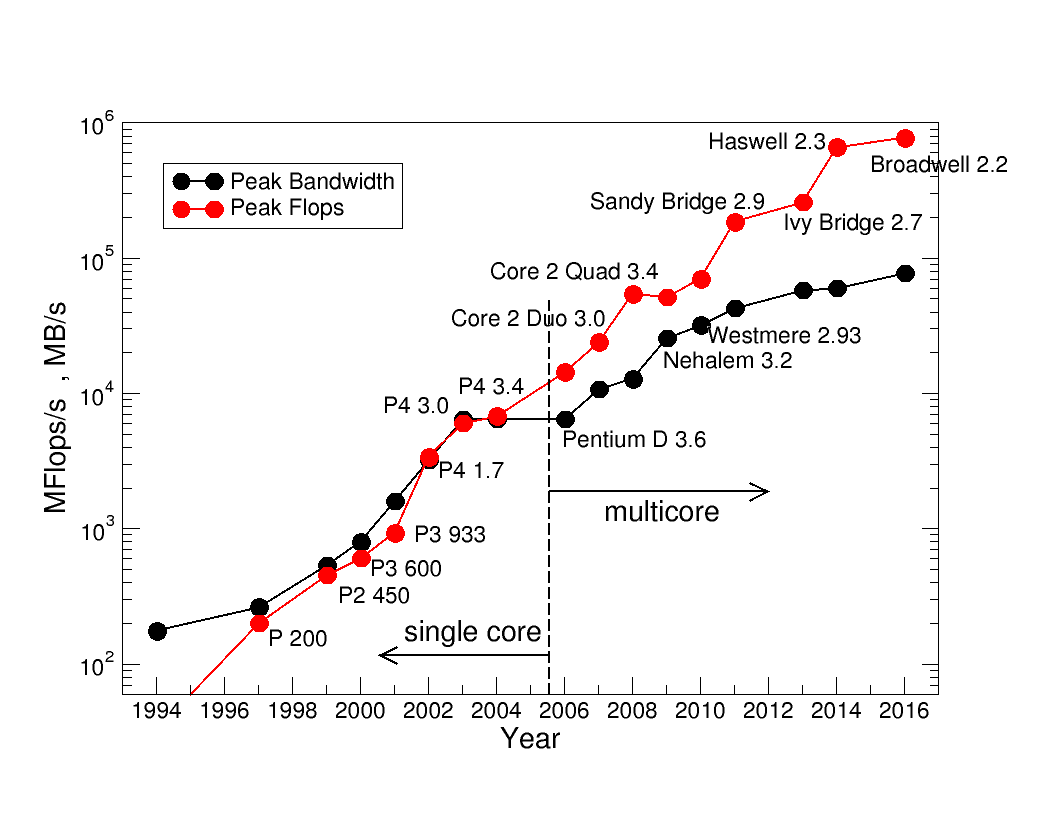 10^6
Haswell 2.3
Broadwell 2.2
Peak Bandwidth
Peak Flops
Sandy Bridge 2.9
Ivy Bridge 2.7
10^5
Core 2 Quad 3.4
Core 2 Duo 3.0
Westmere 2.93
Nehalem 3.2
MFlops/s , MB/s
10^4
P4 3.4
P4 3.0
Pentium D 3.6
P4 1.7
multicore
10^3
P3 933
P3 600
P2 450
single core
P 200
10^2
1994 1996 1998 2000 2002 2004 2006 2008 2010 2012 2014 2016
Year